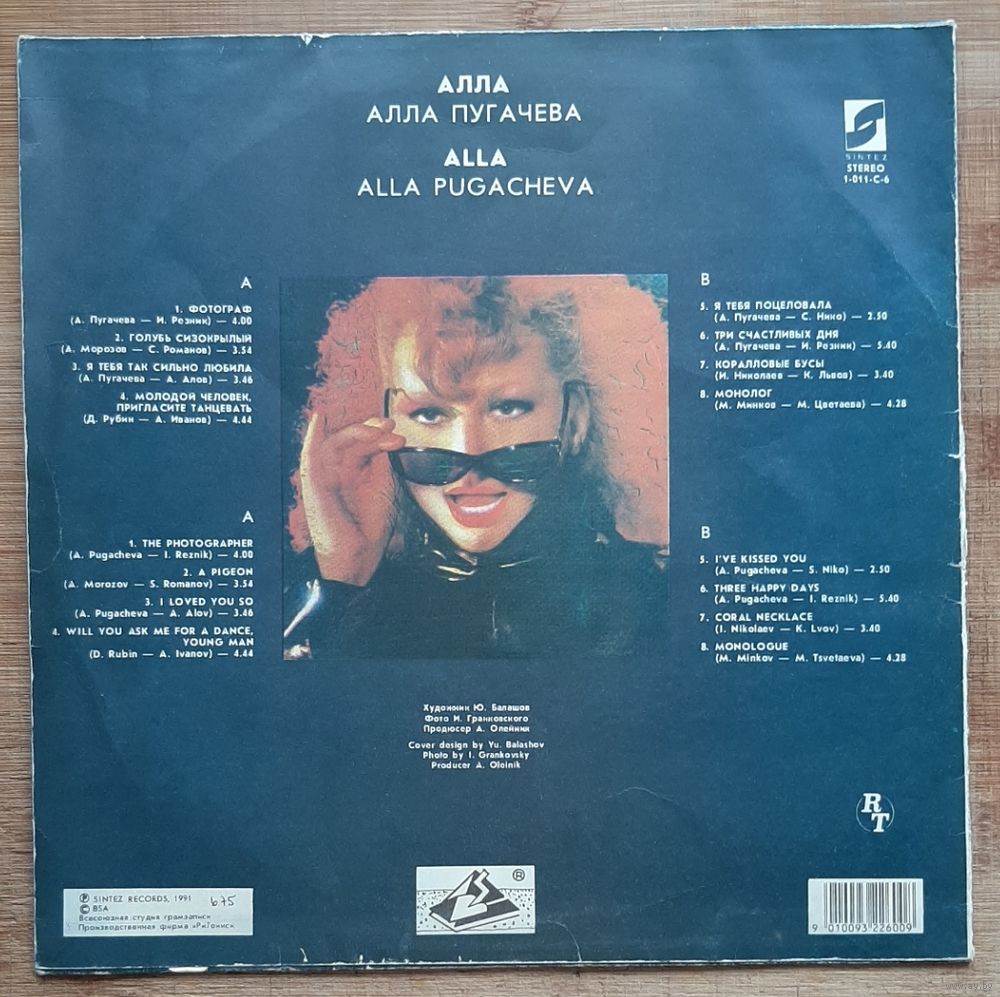 АЛЛА
АЛЛА ПУГАЧЕВА
ALLA
ALLA PUGACHEVA
SINTEZ
STEREO
1-011-C-6
A
1. ФОТОГРАФ
(А. Пугачева — И. Резник) — 4.00
2. ГОЛУБЬ СИЗОКРЫЛЫЙ
(А. Морозов — С. Романов) — 3.54
3. Я ТЕБЯ ТАК СИЛЬНО ЛЮБИЛА
(А. Пугачева — А. Алов) — 3.46
4. МОЛОДОЙ ЧЕЛОВЕК,
ПРИГЛАСИТЕ ТАНЦЕВАТЬ
(Д. Рубин — А. Иванов) — 4.44
B
5. Я ТЕБЯ ПОЦЕЛОВАЛА
(А. Пугачева — С. Нико) — 2.50
6. ТРИ СЧАСТЛИВЫХ ДНЯ
(А. Пугачева — И. Резник) — 5.40
7. КОРАЛЛОВЫЕ БУСЫ
(И. Николаев — К. Львов) — 3.40
8. МОНОЛОГ
(М. Минков — М. Цветаева) — 4.28
A
1. THE PHOTOGRAPHER
(A. Pugacheva — I. Reznik) — 4.00
2. A PIGEON
(A. Morozov — S. Romanov) — 3.54
3. I LOVED YOU SO
(A. Pugacheva — A. Alov) — 3.46
4. WILL YOU ASK ME FOR A DANCE,
YOUNG MAN
(D. Rubin — A. Ivanov) — 4.44
B
5. I'VE KISSED YOU
(A. Pugacheva — S. Niko) — 2.50
6. THREE HAPPY DAYS
(A. Pugacheva — I. Reznik) — 5.40
7. CORAL NECKLACE
(I. Nikolaev — K. Lvov) — 3.40
8. MONOLOGUE
(M. Minkov — M. Tsvetaeva) — 4.28
Художник Ю. Балашов
Фото И. Гранковского
Продюсер А. Олейник
Cover design by Yu. Balashov
Photo by I. Grankovsky
Producer A. Oleinik
RT
®
℗ SINTEZ RECORDS, 1991
© BSA
Всесоюзная студия грамзаписи
Производственная фирма «РиТонис»
9 010093 226009